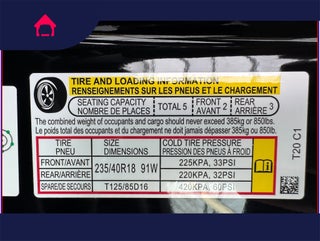 TIRE AND LOADING INFORMATION
RENSEIGNEMENTS SUR LES PNEUS ET LE CHARGEMENT
SEATING CAPACITY TOTAL 5 FRONT 2 REAR 3
NOMBRE DE PLACES AVANT ARRIÈRE
The combined weight of occupants and cargo should never exceed 385kg or 850lbs.
Le poids total des occupants et du chargement ne doit jamais dépasser 385kg ou 850lb.
TIRE SIZE COLD TIRE PRESSURE
PNEU DIMENSIONS PRESSION DES PNEUS À FROID
FRONT/AVANT 235/40R18 91W 225KPA, 33PSI
REAR/ARRIÈRE 220KPA, 32PSI
SPARE/DE SECOURS T125/85D16 420KPA, 60PSI
T20 C1